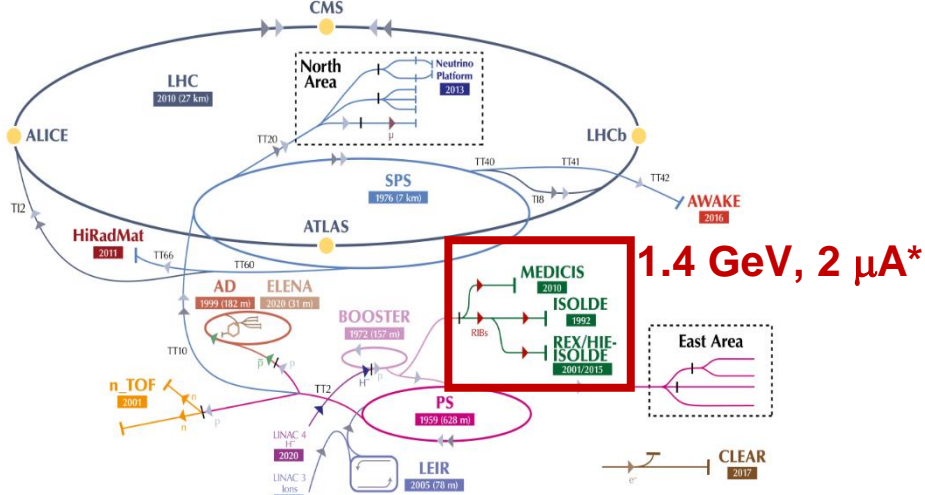 CMS
North
Area
Neutrino
Platform
2013
LHC
2010 (27 km)
μ
ALICE
LHCb
TT20
TT40
TT41
TT42
SPS
1976 (7 km)
TI8
AWAKE
2016
TI2
ATLAS
HiRadMat
2011
TT66
TT60
1.4 GeV, 2 μA*
MEDICIS
2010
AD
1999 (182 m)
ELENA
2020 (31 m)
ISOLDE
1992
RIBs
BOOSTER
1972 (157 m)
REX/HIE-
ISOLDE
2001/2015
East Area
TT10
p
p
H⁻
p
TT2
n_TOF
2001
n
n
p
PS
1959 (628 m)
LINAC 4
H⁻
2020
LINAC 3
Ions
LEIR
2005 (78 m)
CLEAR
2017
e⁻